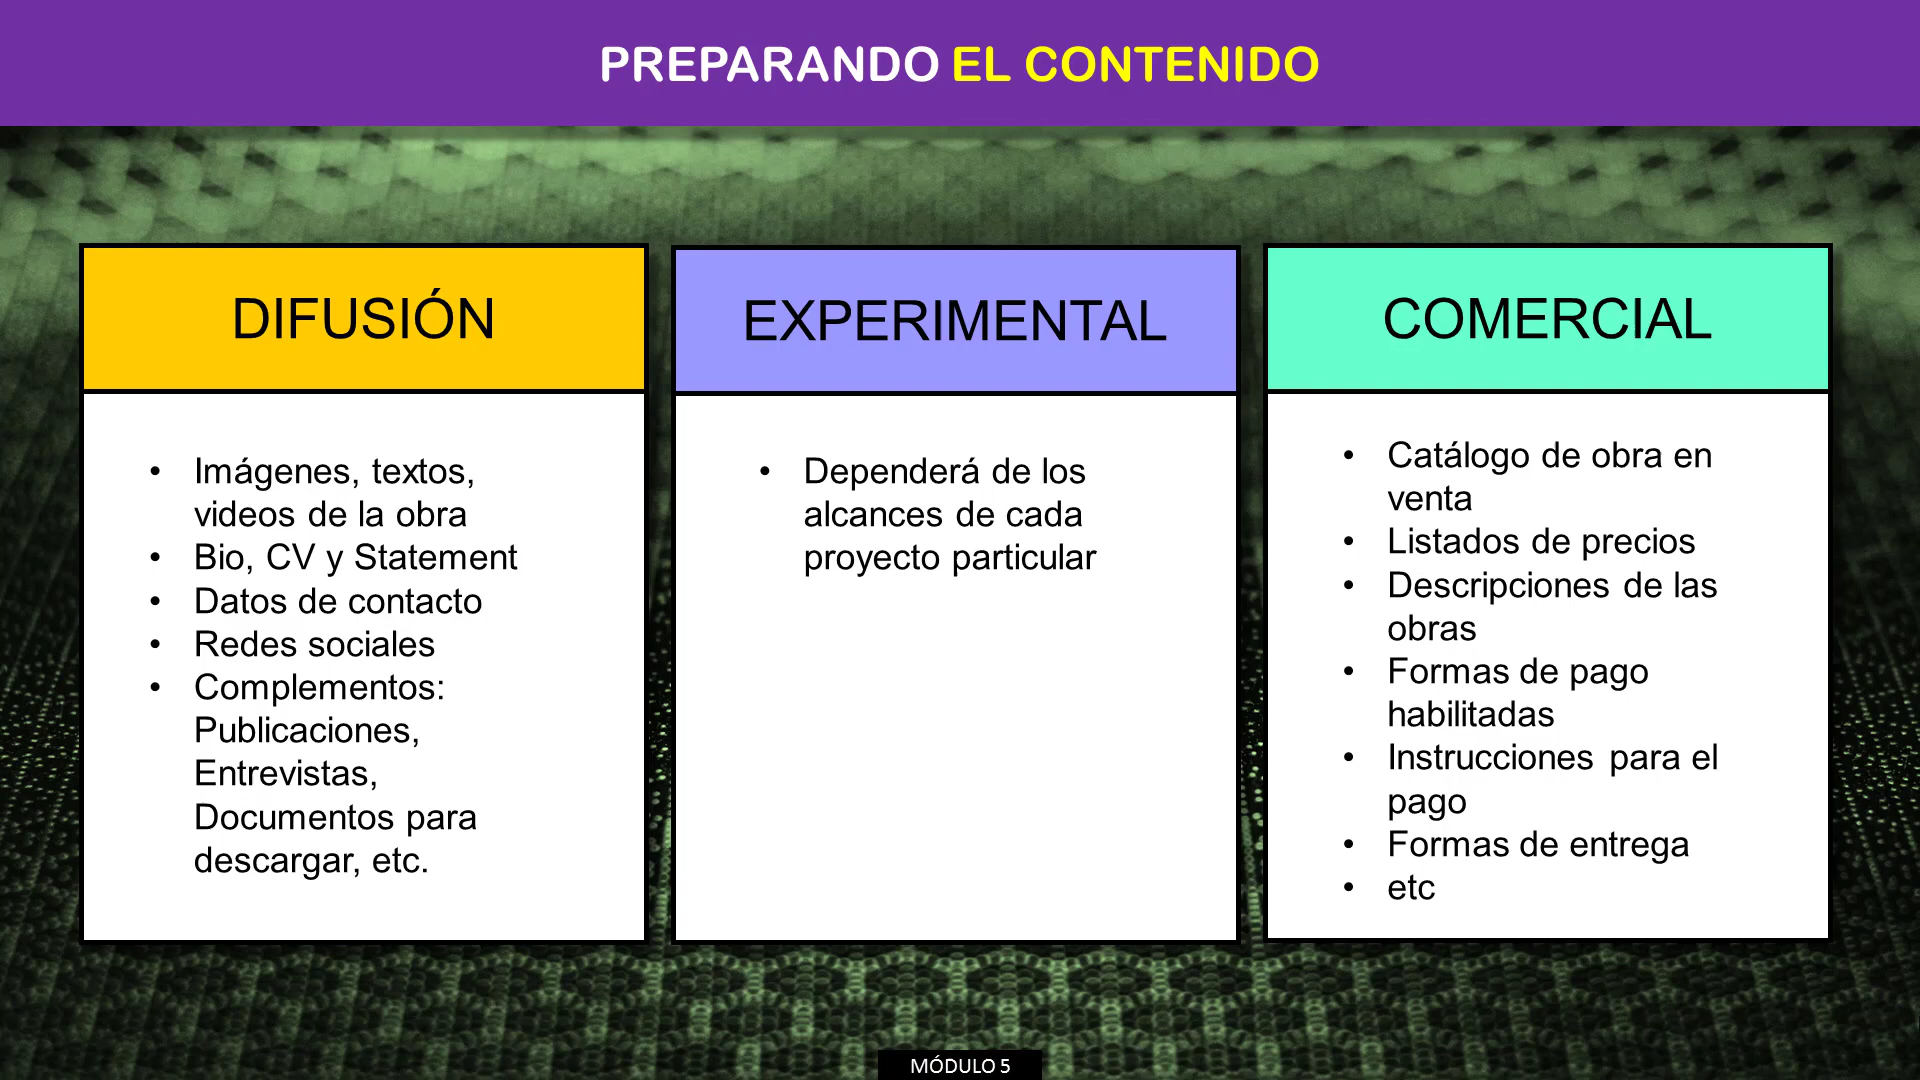 PREPARANDO EL CONTENIDO
DIFUSIÓN
• Imágenes, textos,
videos de la obra
• Bio, CV y Statement
• Datos de contacto
• Redes sociales
• Complementos:
Publicaciones,
Entrevistas,
Documentos para
descargar, etc.
EXPERIMENTAL
• Dependerá de los
alcances de cada
proyecto particular
COMERCIAL
• Catálogo de obra en
venta
• Listados de precios
• Descripciones de las
obras
• Formas de pago
habilitadas
• Instrucciones para el
pago
• Formas de entrega
• etc
MÓDULO 5